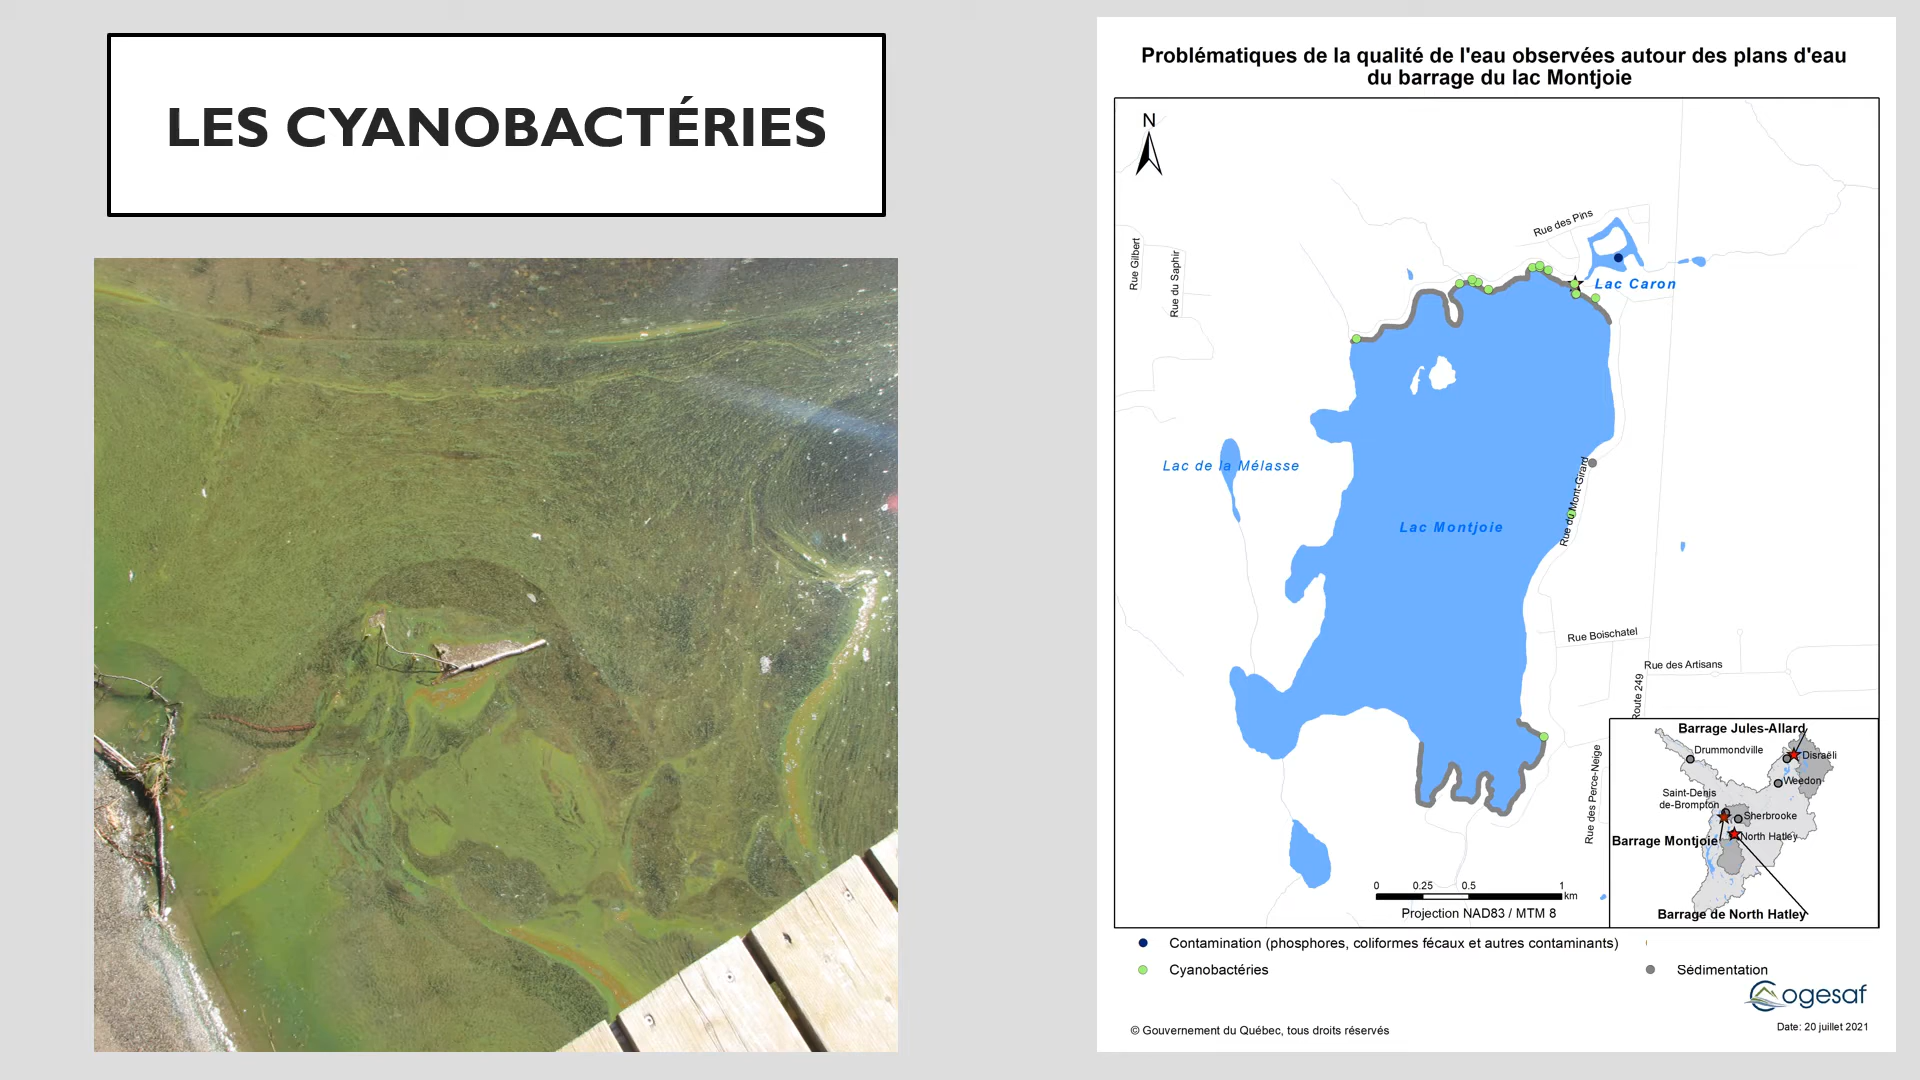 LES CYANOBACTÉRIES
Problématiques de la qualité de l'eau observées autour des plans d'eau
du barrage du lac Montjoie
N
Rue des Pins
Rue Gilbert
Rue du Saphir
Lac Caron
Lac de la Mélasse
Rue du Mont-Girard
Lac Montjoie
Rue Boischatel
Rue des Artisans
Route 249
Rue des Perce-Neige
Barrage Jules-Allard
Drummondville
Disraëli
Weedon
Saint-Denis
de-Brompton
Sherbrooke
North Hatley
Barrage Montjoie
Barrage de North Hatley
0 0.25 0.5 1
km
Projection NAD83 / MTM 8
Contamination (phosphores, coliformes fécaux et autres contaminants)
Cyanobactéries
Sédimentation
Cogesaf
© Gouvernement du Québec, tous droits réservés
Date: 20 juillet 2021